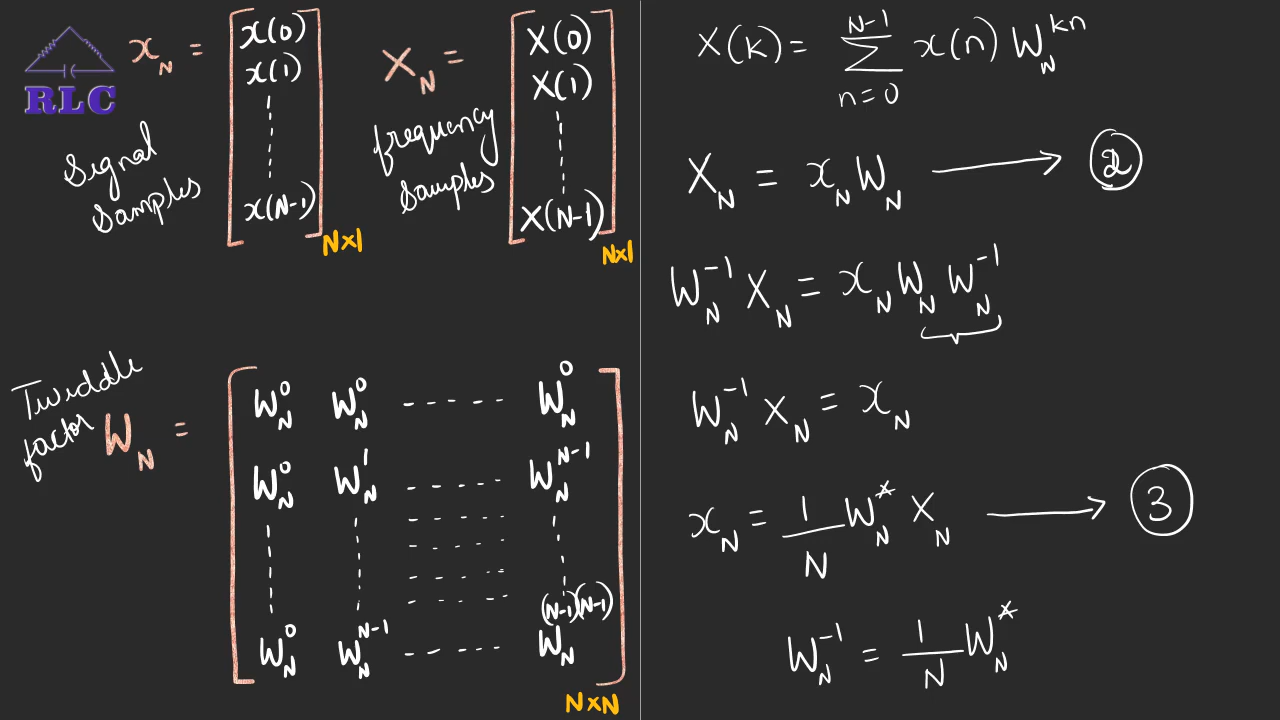 RLC
x_N = [x(0) x(1) ⋮ x(N-1)] N×1
Signal
Samples
X_N = [X(0) X(1) ⋮ X(N-1)] N×1
frequency
Samples
Twiddle
factor W_N =
W_N^0 W_N^0 ------ W_N^0
W_N^0 W_N^1 ------ W_N^{N-1}
W_N^0 W_N^{N-1} ------ W_N^{(N-1)(N-1)}
N×N
X(k) = ∑_{n=0}^{N-1} x(n) W_N^{kn}
X_N = x_N W_N ⟶ ②
W_N^{-1} X_N = x_N W_N W_N^{-1}
W_N^{-1} X_N = x_N
x_N = 1/N W_N^* X_N ⟶ ③
W_N^{-1} = 1/N W_N^*